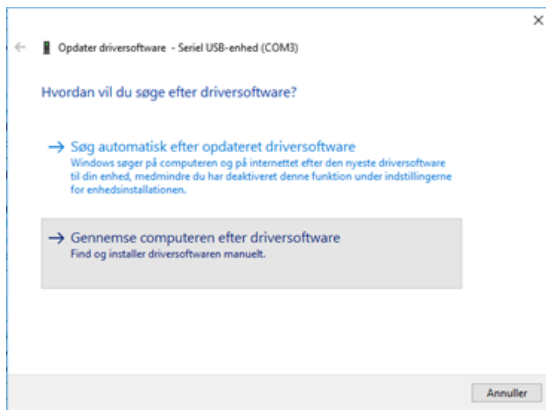 Opdater driversoftware - Seriel USB-enhed (COM3)
Hvordan vil du søge efter driversoftware?
Søg automatisk efter opdateret driversoftware
Windows søger på computeren og på internettet efter den nyeste driversoftware
til din enhed, medmindre du har deaktiveret denne funktion under indstillingerne
for enhedsinstallationen.
Gennemse computeren efter driversoftware
Find og installer driversoftwaren manuelt.
Annuller